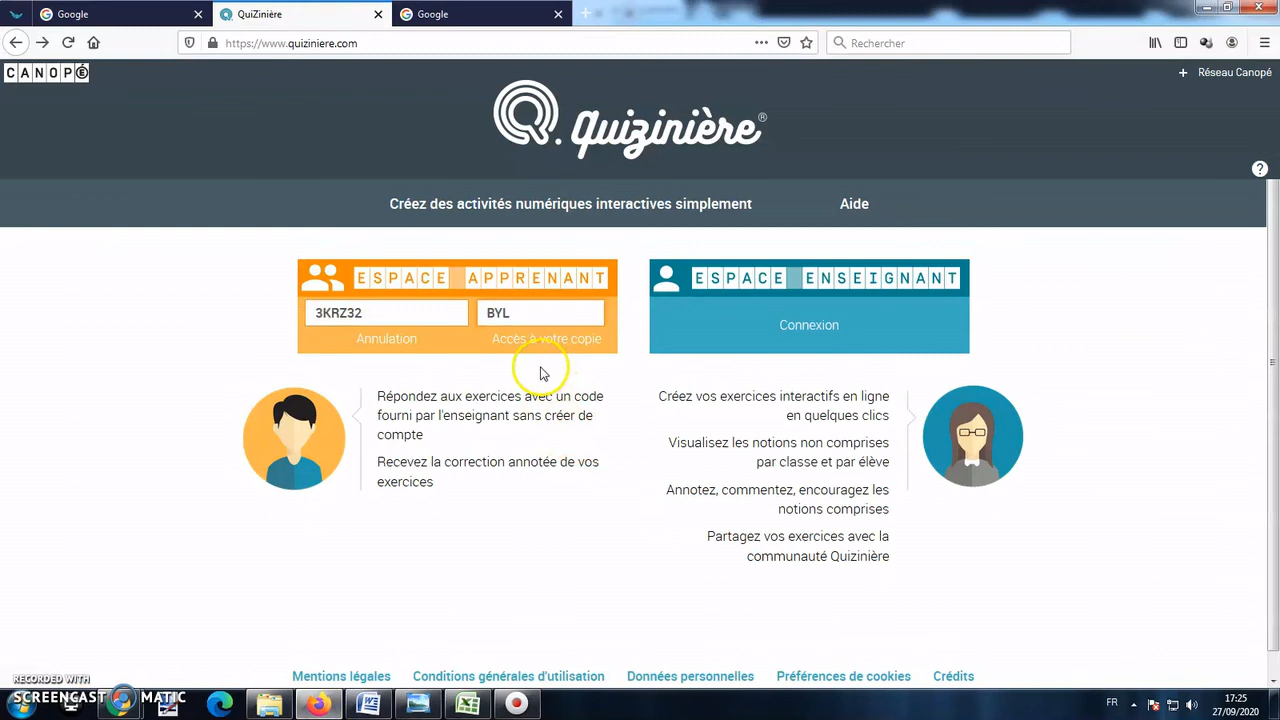 Google
QuiZinière
Google
https://www.quiziniere.com
Rechercher
CANOPÉ
Réseau Canopé
Quizinière®
?
Créez des activités numériques interactives simplement
Aide
ESPACE APPRENANT
3KRZ32
BYL
Annulation
Accès à votre copie
ESPACE ENSEIGNANT
Connexion
Répondez aux exercices avec un code
fourni par l'enseignant sans créer de
compte
Recevez la correction annotée de vos
exercices
Créez vos exercices interactifs en ligne
en quelques clics
Visualisez les notions non comprises
par classe et par élève
Annotez, commentez, encouragez les
notions comprises
Partagez vos exercices avec la
communauté Quizinière
Mentions légales
Conditions générales d'utilisation
Données personnelles
Préférences de cookies
Crédits
RECORDED WITH
SCREENCAST MATIC
FR
17:25
27/09/2020